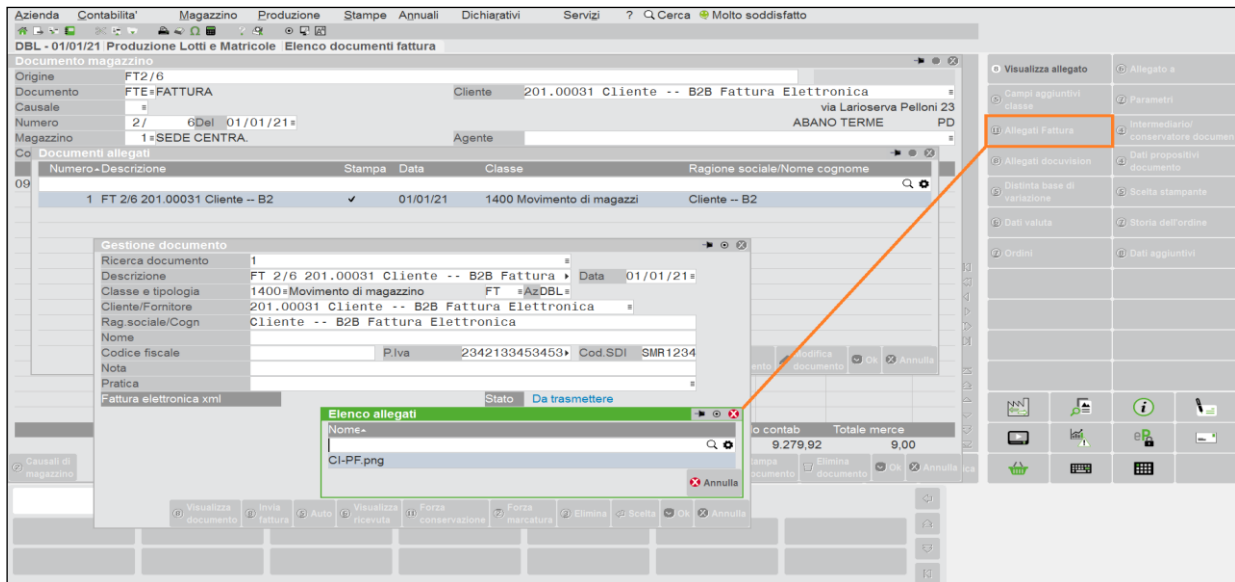 Azienda Contabilita' Magazzino Produzione Stampe Annuali Dichiarativi Servizi ? Cerca Molto soddisfatto
DBL - 01/01/21 Produzione Lotti e Matricole Elenco documenti fattura
Documento magazzino
Origine FT2/6
Documento FTE FATTURA Cliente 201.00031 Cliente -- B2B Fattura Elettronica
Causale via Larioserva Pelloni 23
Numero 2/ 6 Del 01/01/21 ABANO TERME PD
Magazzino 1 SEDE CENTRA. Agente
Co Documenti allegati
Numero Descrizione Stampa Data Classe Ragione sociale/Nome cognome
09
1 FT 2/6 201.00031 Cliente -- B2 ✔ 01/01/21 1400 Movimento di magazzi Cliente -- B2
Gestione documento
Ricerca documento 1
Descrizione FT 2/6 201.00031 Cliente -- B2B Fattura Data 01/01/21
Classe e tipologia 1400 Movimento di magazzino FT Az DBL
Cliente/Fornitore 201.00031 Cliente -- B2B Fattura Elettronica
Rag.sociale/Cogn Cliente -- B2B Fattura Elettronica
Nome
Codice fiscale P.Iva 2342133453453 Cod.SDI SMR1234
Nota
Pratica
Fattura elettronica xml Stato Da trasmettere
Modifica documento Ok Annulla
Elenco allegati
Nome
CI-PF.png
Annulla
o contab Totale merce
9.279,92 9,00
Causali di magazzino
Elimina documento Ok Annulla
Visualizza documento Invia fattura Auto Visualizza ricevuta Forza conservazione Forza marcatura Elimina Scelta Ok Annulla
Visualizza allegato Allegato a
Campi aggiuntivi classe Parametri
Allegati Fattura Intermediario/ conservatore documen
Allegati docuvision Dati propositivi documento
Distinta base di variazione Scelta stampante
Dati valuta Storia dell'ordine
Ordini Dati aggiuntivi